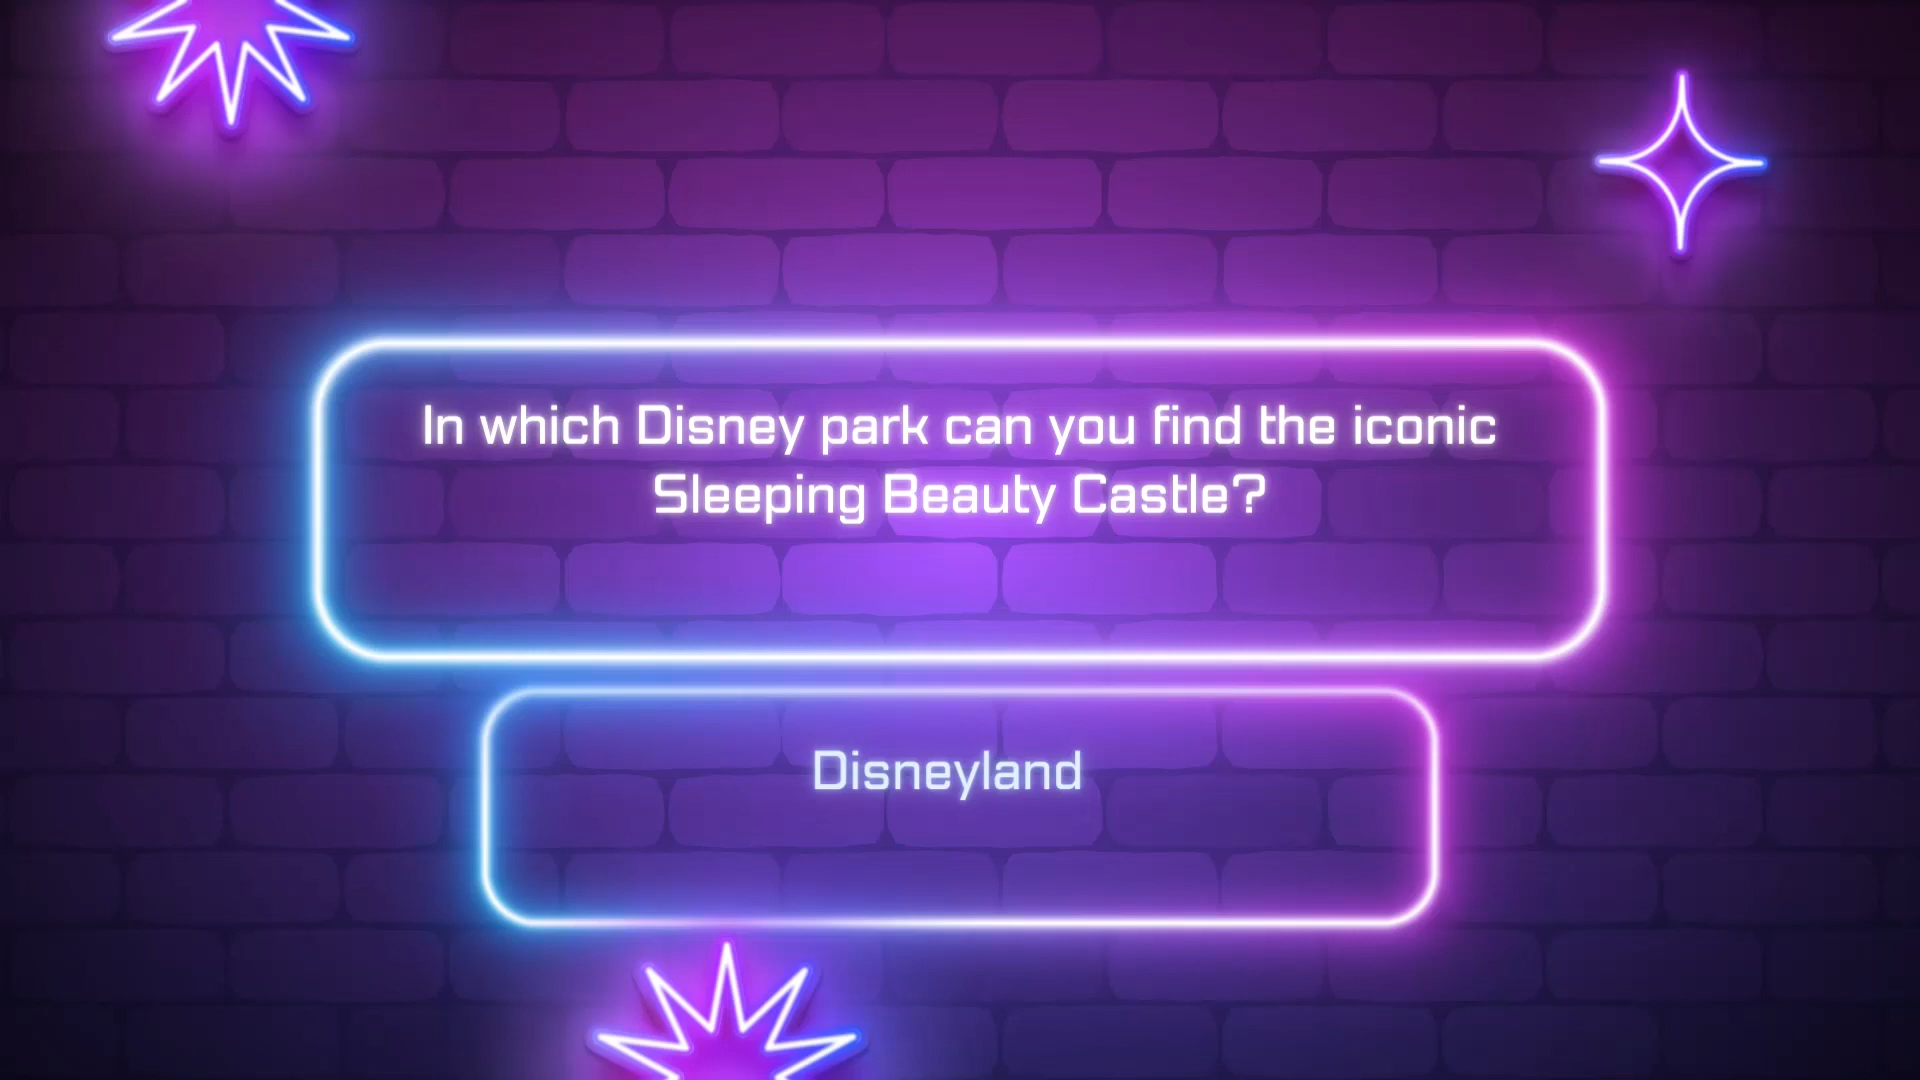 In which Disney park can you find the iconic
Sleeping Beauty Castle?
Disneyland